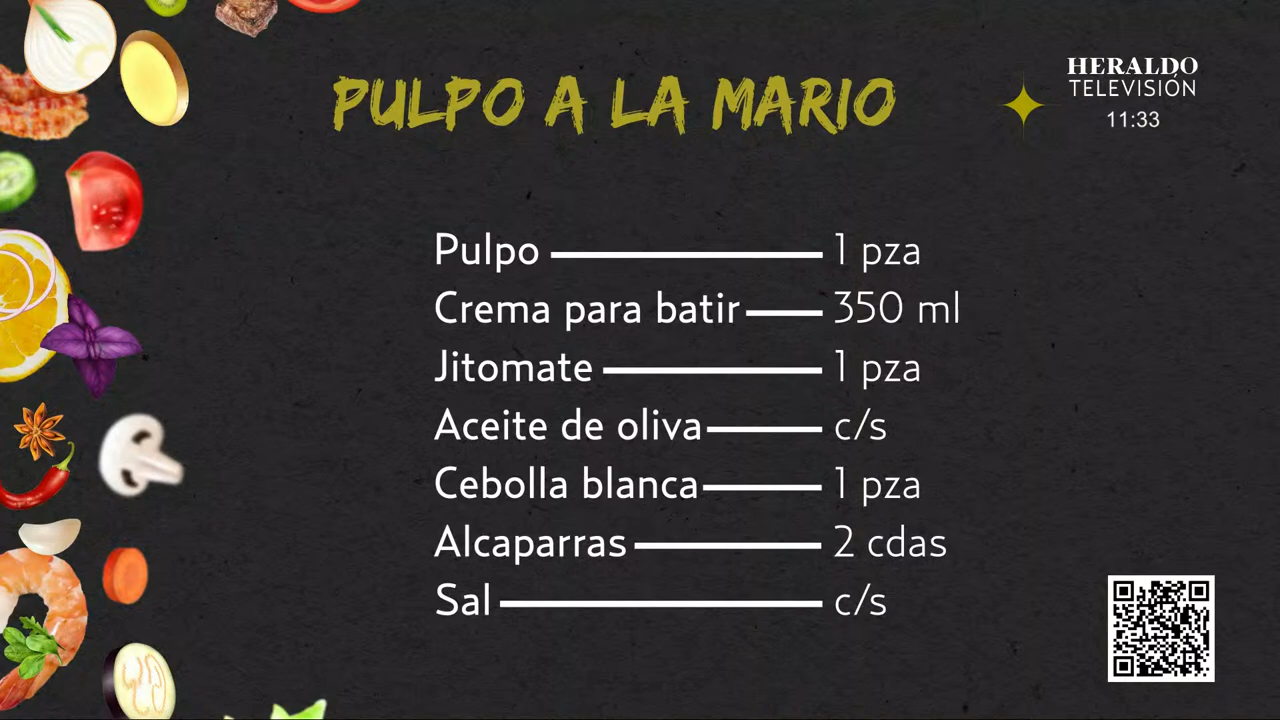 PULPO A LA MARIO
HERALDO
TELEVISIÓN
11:33
Pulpo 1 pza
Crema para batir 350 ml
Jitomate 1 pza
Aceite de oliva c/s
Cebolla blanca 1 pza
Alcaparras 2 cdas
Sal c/s